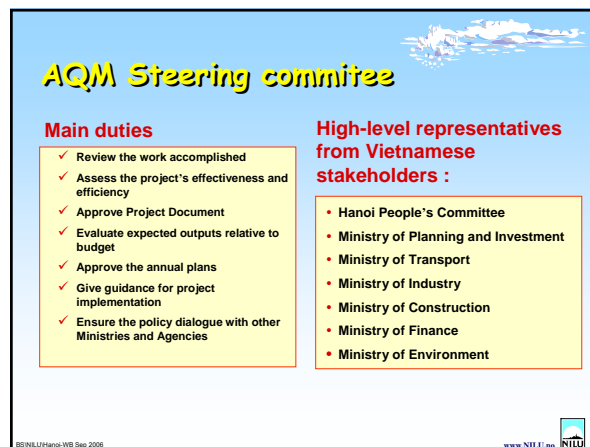 AQM Steering commitee
Main duties
✓ Review the work accomplished
✓ Assess the project's effectiveness and
efficiency
✓ Approve Project Document
✓ Evaluate expected outputs relative to
budget
✓ Approve the annual plans
✓ Give guidance for project
implementation
✓ Ensure the policy dialogue with other
Ministries and Agencies
High-level representatives
from Vietnamese
stakeholders :
• Hanoi People's Committee
• Ministry of Planning and Investment
• Ministry of Transport
• Ministry of Industry
• Ministry of Construction
• Ministry of Finance
• Ministry of Environment
BS\NILU\Hanoi-WB Sep 2006
www.NILU.no
NILU